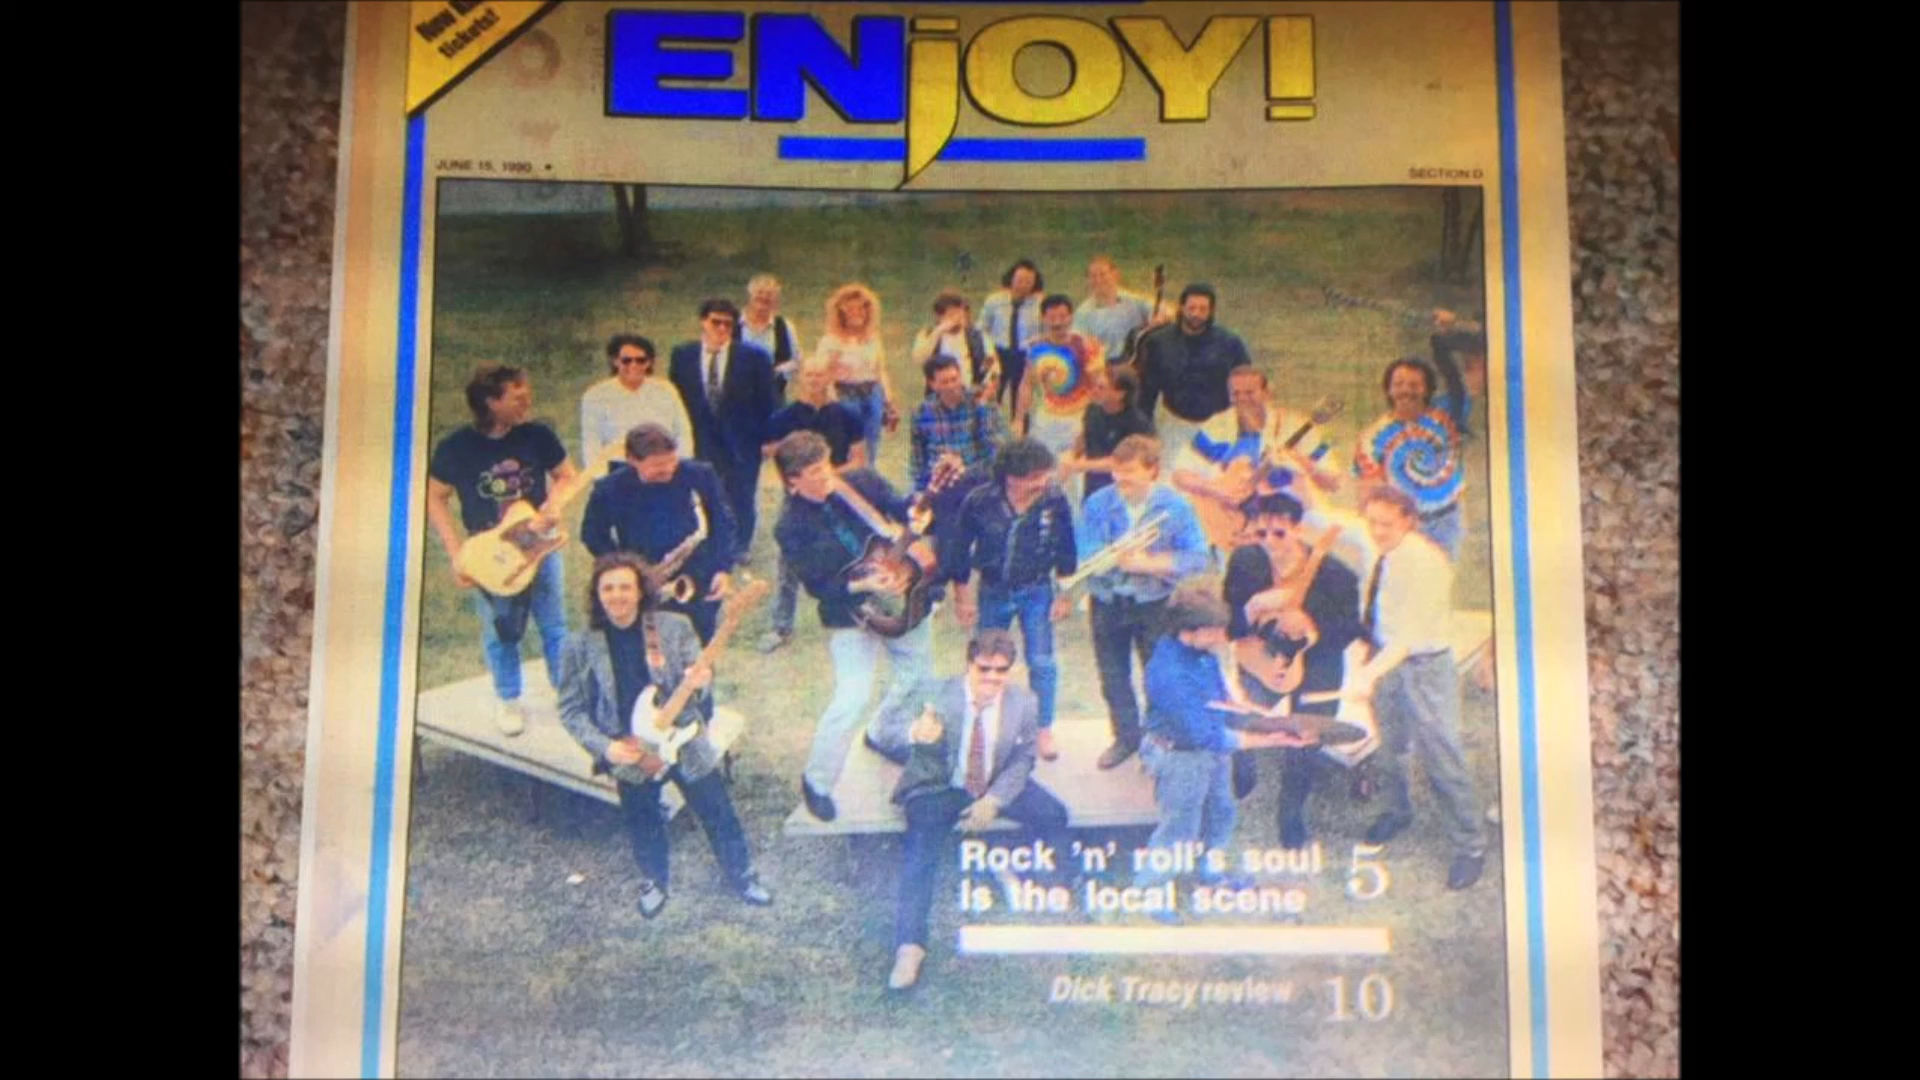 tickets!
ENjOY!
JUNE 15, 1990 •
SECTION D
Rock 'n' roll's soul
is the local scene
5
Dick Tracy review 10